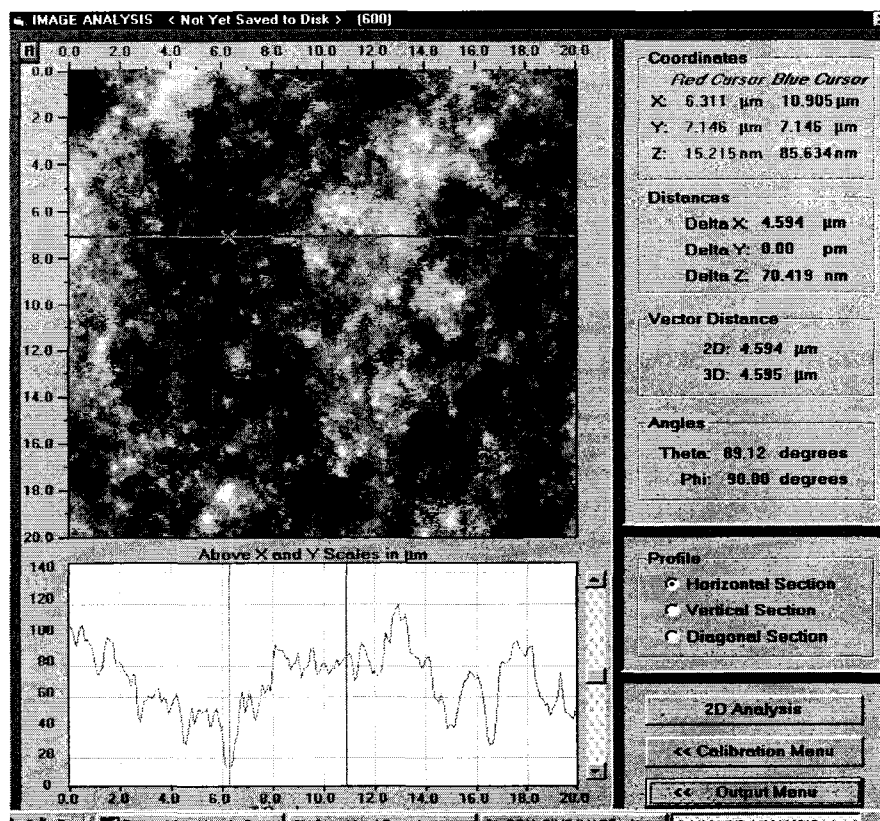 IMAGE ANALYSIS < Not Yet Saved to Disk > (600)
0.0 2.0 4.0 6.0 8.0 10.0 12.0 14.0 16.0 18.0 20.0
0.0
2.0
4.0
6.0
8.0
10.0
12.0
14.0
16.0
18.0
20.0
Above X and Y Scales in µm
140
120
100
80
60
40
20
0
0.0 2.0 4.0 6.0 8.0 10.0 12.0 14.0 16.0 18.0 20.0
Coordinates
Red Cursor Blue Cursor
X: 6.311 µm 10.905 µm
Y: 7.146 µm 7.146 µm
Z: 15.215 nm 85.634 nm
Distances
Delta X: 4.594 µm
Delta Y: 0.00 pm
Delta Z: 70.419 nm
Vector Distance
2D: 4.594 µm
3D: 4.595 µm
Angles
Theta: 89.12 degrees
Phi: 90.00 degrees
Profile
Horizontal Section
Vertical Section
Diagonal Section
2D Analysis
<< Calibration Menu
<< Output Menu